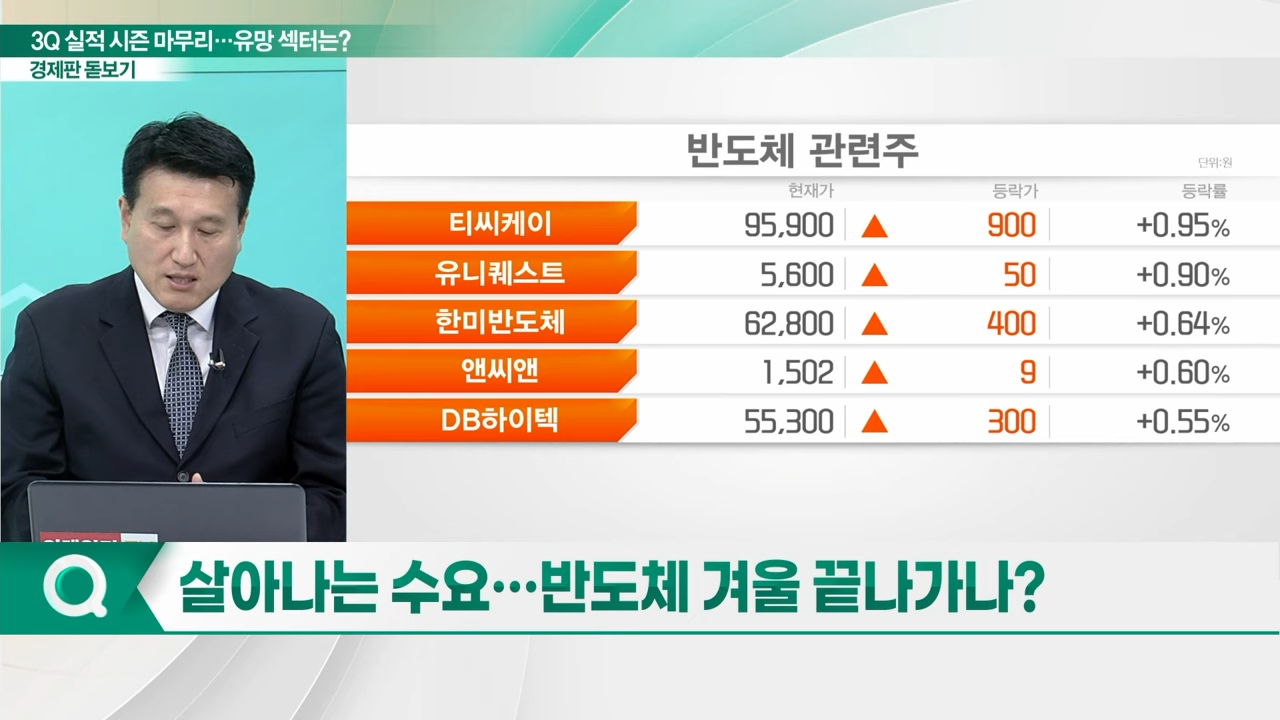 3Q 실적 시즌 마무리…유망 섹터는?
경제판 돋보기
반도체 관련주
단위:원
현재가 등락가 등락률
티씨케이 95,900 ▲ 900 +0.95%
유니퀘스트 5,600 ▲ 50 +0.90%
한미반도체 62,800 ▲ 400 +0.64%
앤씨앤 1,502 ▲ 9 +0.60%
DB하이텍 55,300 ▲ 300 +0.55%
살아나는 수요…반도체 겨울 끝나가나?